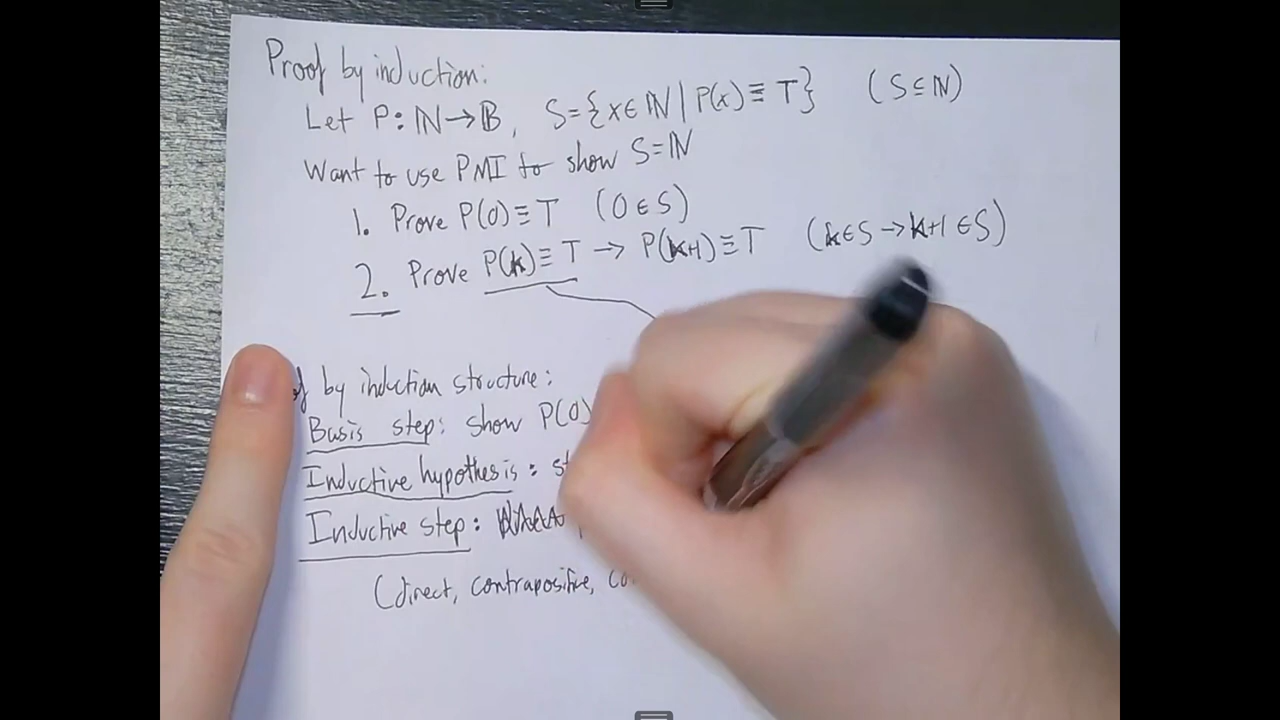 Proof by induction:
Let P: ℕ→𝔹, S={x∈ℕ | P(x)≡T} (S⊆ℕ)
Want to use PMI to show S=ℕ
1. Prove P(0)≡T (0∈S)
2. Prove P(k)≡T → P(k+1)≡T (k∈S→k+1∈S)
by induction structure:
Basis step: show P(0)
Inductive hypothesis:
Inductive step:
(direct, contrapositive,